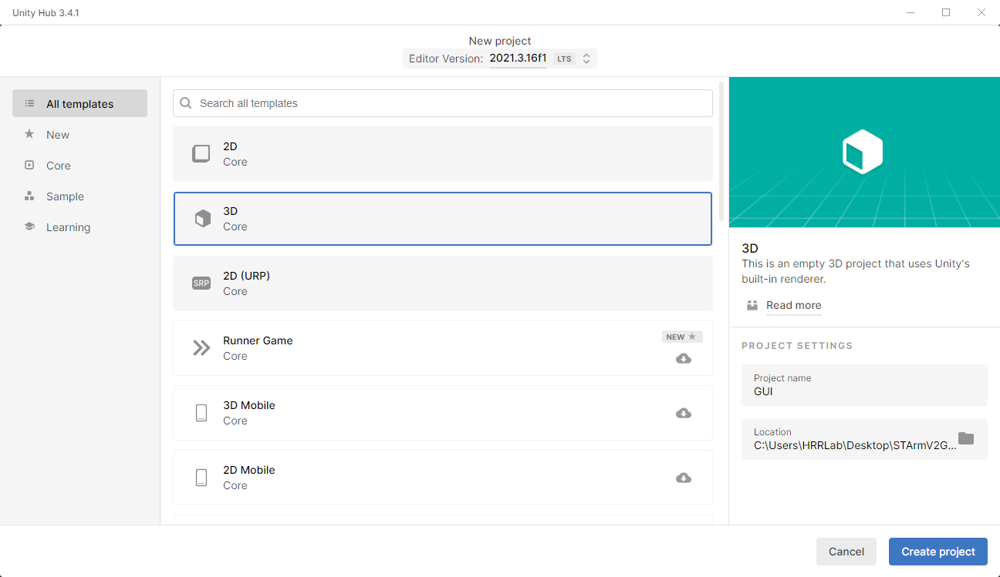 Unity Hub 3.4.1
New project
Editor Version: 2021.3.16f1 LTS
All templates
New
Core
Sample
Learning
Search all templates
2D
Core
3D
Core
SRP
2D (URP)
Core
Runner Game
Core
NEW
3D Mobile
Core
2D Mobile
Core
3D
This is an empty 3D project that uses Unity's
built-in renderer.
Read more
PROJECT SETTINGS
Project name
GUI
Location
C:\Users\HRRLab\Desktop\STArmV2G...
Cancel
Create project